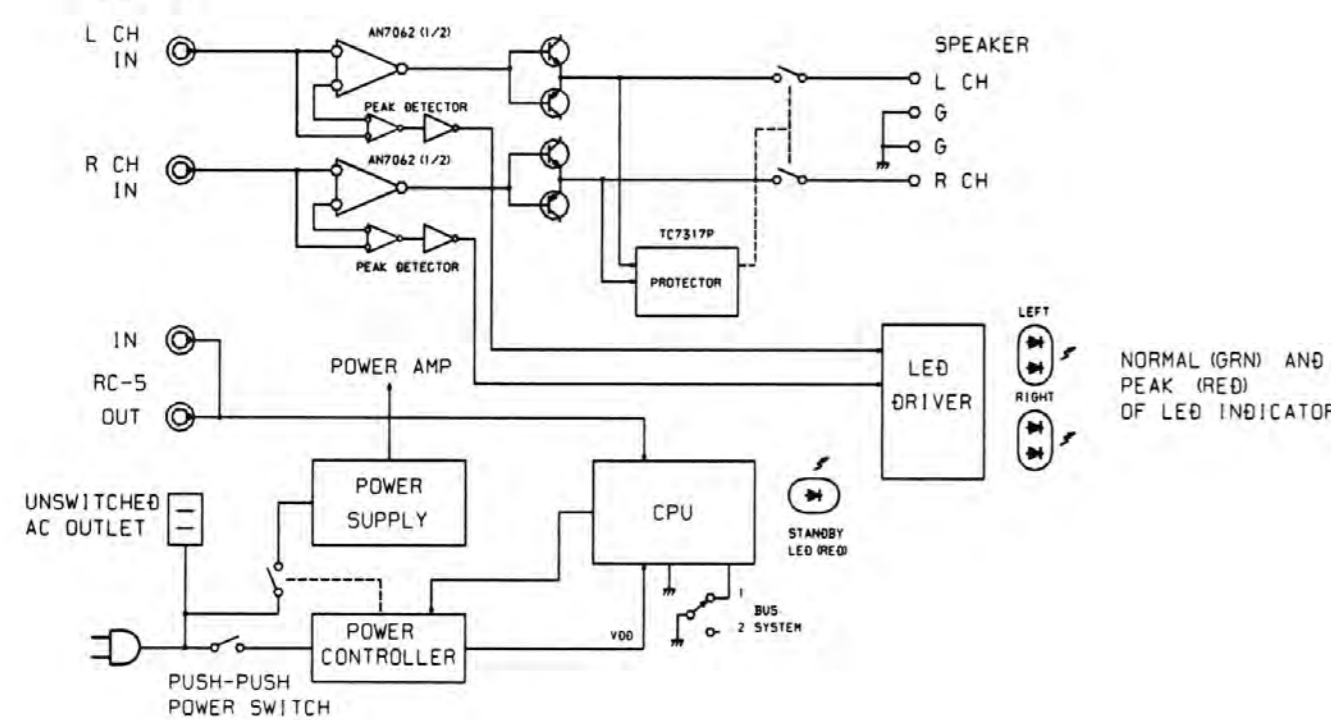 L CH
IN
AN7062 (1/2)
PEAK DETECTOR
R CH
IN
AN7062 (1/2)
PEAK DETECTOR
SPEAKER
L CH
G
G
R CH
TC7317P
PROTECTOR
IN
RC-5
OUT
POWER AMP
LED
DRIVER
LEFT
RIGHT
NORMAL (GRN) AND
PEAK (RED)
OF LED INDICATOR
UNSWITCHED
AC OUTLET
POWER
SUPPLY
CPU
STANDBY
LED (RED)
1
BUS
2 SYSTEM
POWER
CONTROLLER
VDD
PUSH-PUSH
POWER SWITCH